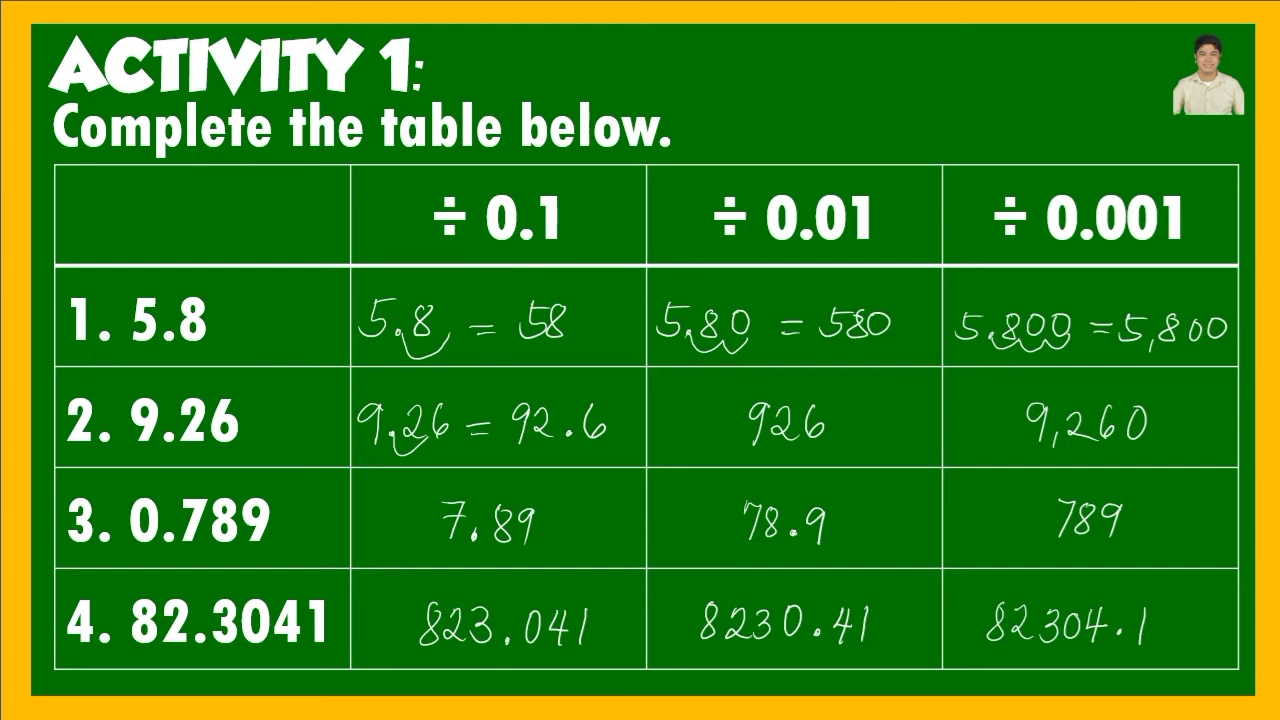 ACTIVITY 1:
Complete the table below.
÷ 0.1 ÷ 0.01 ÷ 0.001
1. 5.8 5.8 = 58 5.80 = 580 5.800 = 5,800
2. 9.26 9.26 = 92.6 926 9,260
3. 0.789 7.89 78.9 789
4. 82.3041 823.041 8230.41 82304.1